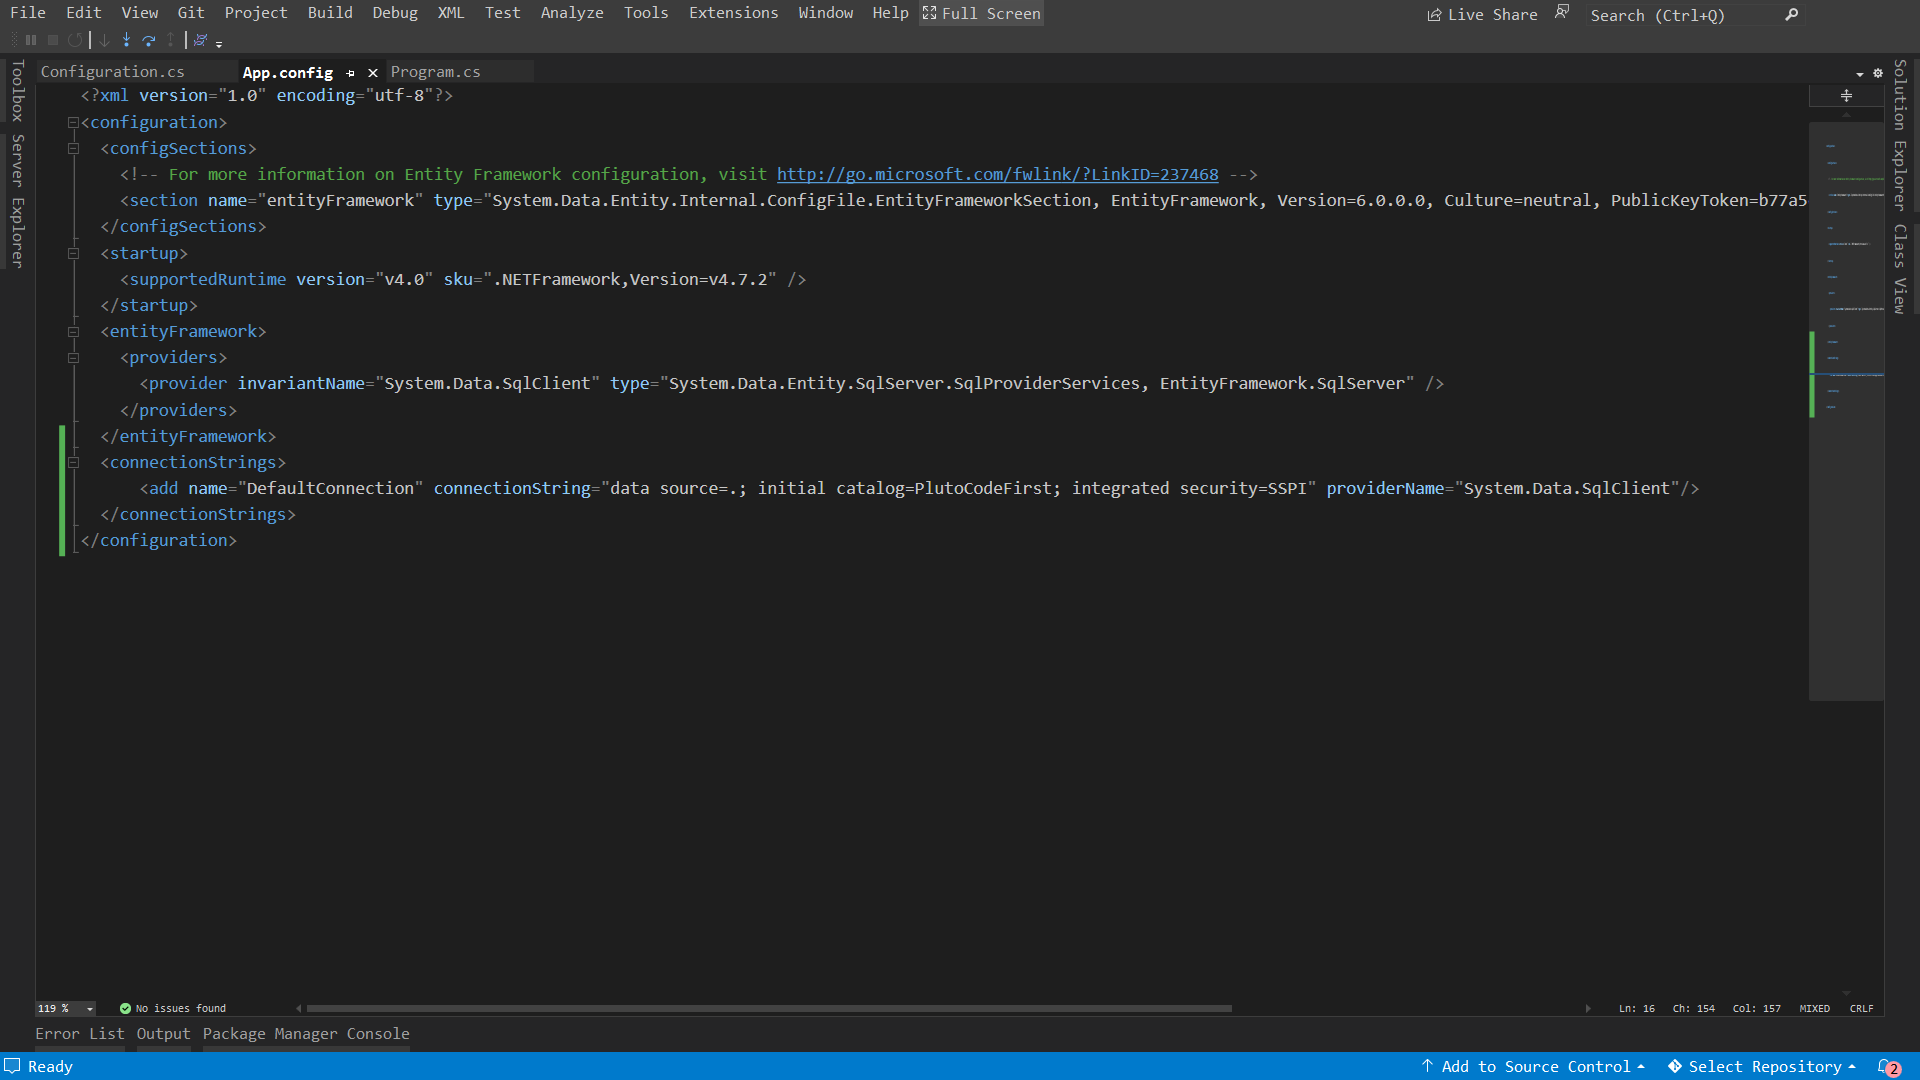 File Edit View Git Project Build Debug XML Test Analyze Tools Extensions Window Help Full Screen Live Share Search (Ctrl+Q)
Toolbox
Server Explorer
Configuration.cs App.config Program.cs
<?xml version="1.0" encoding="utf-8"?>
<configuration>
<configSections>
<!-- For more information on Entity Framework configuration, visit http://go.microsoft.com/fwlink/?LinkID=237468 -->
<section name="entityFramework" type="System.Data.Entity.Internal.ConfigFile.EntityFrameworkSection, EntityFramework, Version=6.0.0.0, Culture=neutral, PublicKeyToken=b77a5
</configSections>
<startup>
<supportedRuntime version="v4.0" sku=".NETFramework,Version=v4.7.2" />
</startup>
<entityFramework>
<providers>
<provider invariantName="System.Data.SqlClient" type="System.Data.Entity.SqlServer.SqlProviderServices, EntityFramework.SqlServer" />
</providers>
</entityFramework>
<connectionStrings>
<add name="DefaultConnection" connectionString="data source=.; initial catalog=PlutoCodeFirst; integrated security=SSPI" providerName="System.Data.SqlClient"/>
</connectionStrings>
</configuration>
Solution Explorer
Class View
119 % No issues found Ln: 16 Ch: 154 Col: 157 MIXED CRLF
Error List Output Package Manager Console
Ready Add to Source Control Select Repository 2